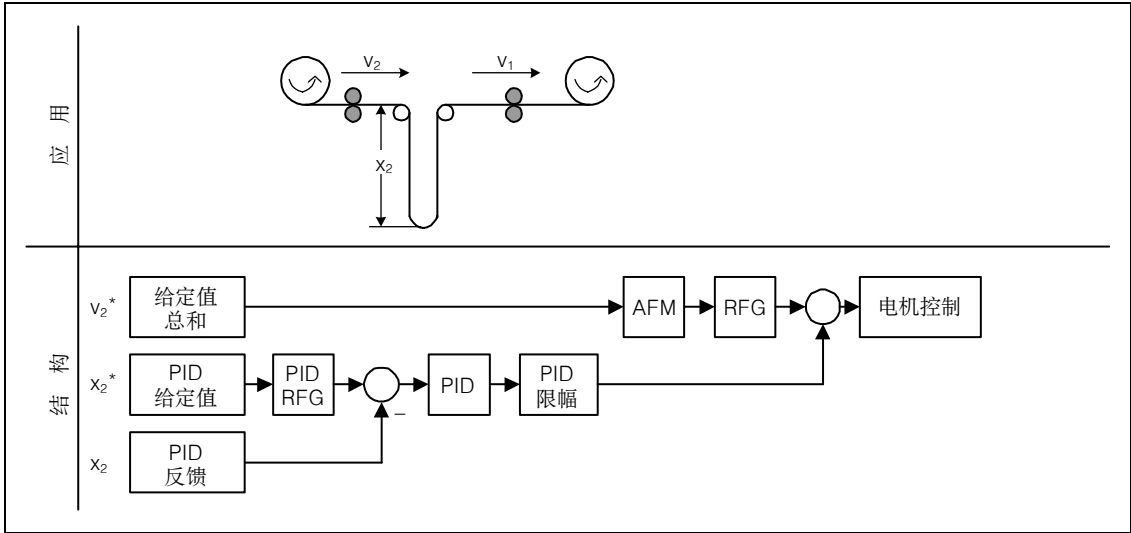 应用
v₂
v₁
x₂
结构
v₂*
给定值
总和
AFM
RFG
电机控制
x₂*
PID
给定值
PID
RFG
PID
PID
限幅
–
x₂
PID
反馈